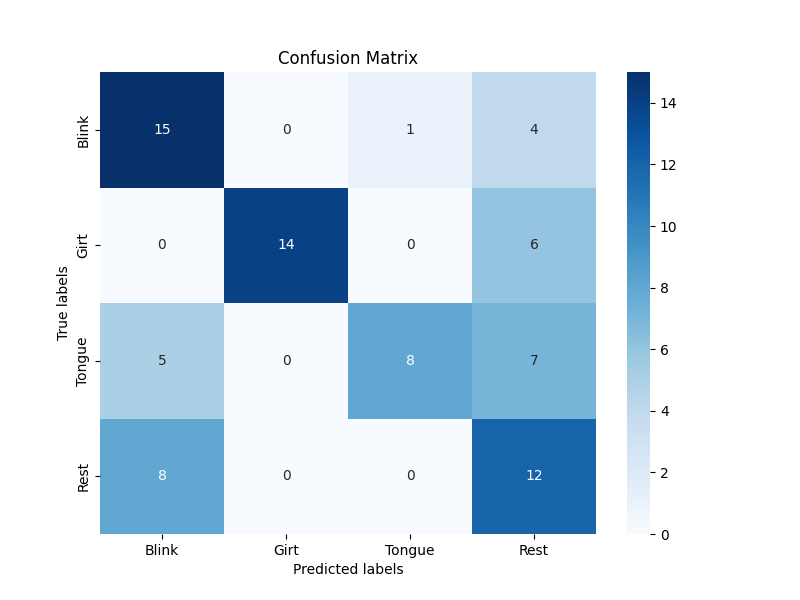 Confusion Matrix
True labels
Blink 15 0 1 4
Girt 0 14 0 6
Tongue 5 0 8 7
Rest 8 0 0 12
Blink Girt Tongue Rest
Predicted labels
14
12
10
8
6
4
2
0